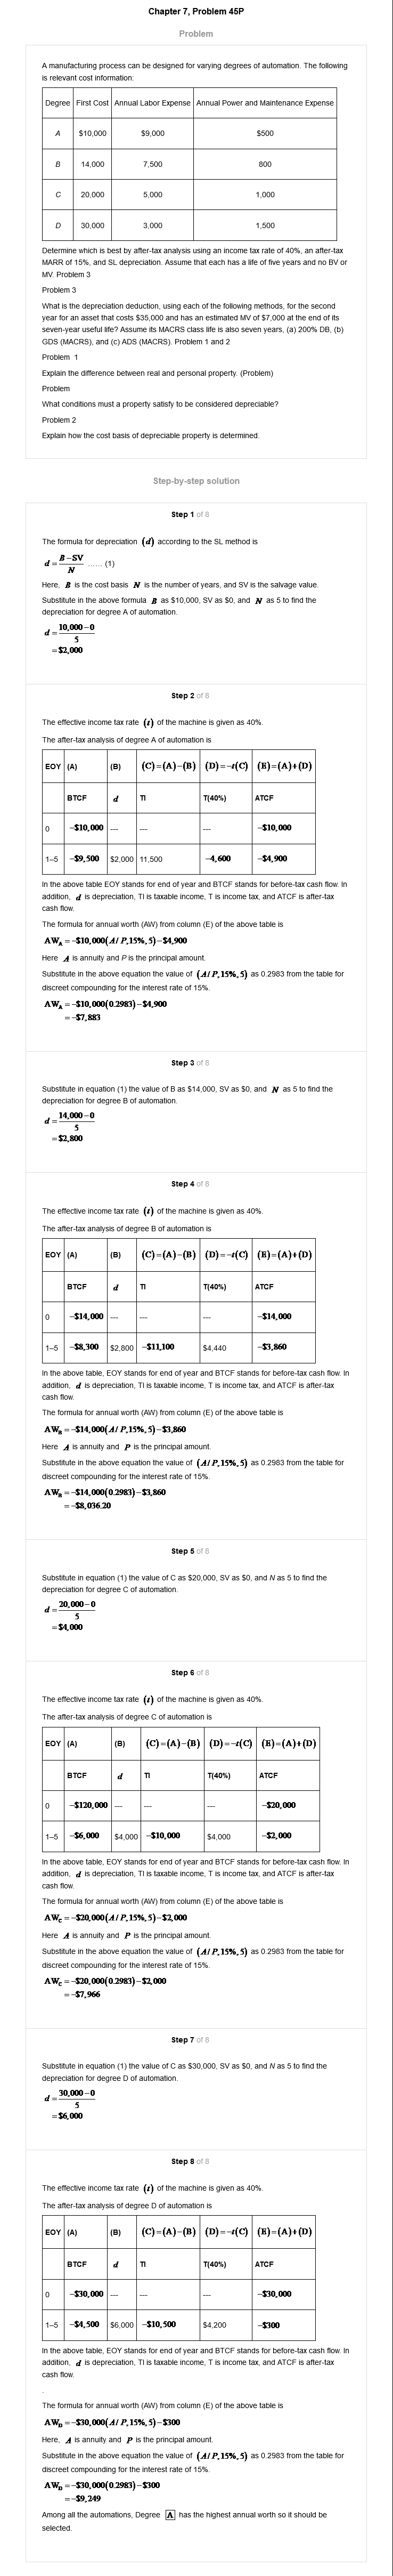 Chapter 7, Problem 45P
Problem
A manufacturing process can be designed for varying degrees of automation. The following
is relevant cost information:
Degree First Cost Annual Labor Expense Annual Power and Maintenance Expense
A $10,000 $9,000 $500
B 14,000 7,500 800
C 20,000 5,000 1,000
D 30,000 3,000 1,500
Determine which is best by after-tax analysis using an income tax rate of 40%, an after-tax
MARR of 15%, and SL depreciation. Assume that each has a life of five years and no BV or
MV. Problem 3
Problem 3
What is the depreciation deduction, using each of the following methods, for the second
year for an asset that costs $35,000 and has an estimated MV of $7,000 at the end of its
seven-year useful life? Assume its MACRS class life is also seven years, (a) 200% DB, (b)
GDS (MACRS), and (c) ADS (MACRS). Problem 1 and 2
Problem 1
Explain the difference between real and personal property. (Problem)
Problem
What conditions must a property satisfy to be considered depreciable?
Problem 2
Explain how the cost basis of depreciable property is determined.
Step-by-step solution
Step 1 of 8
The formula for depreciation (d) according to the SL method is
d = B−SV / N ...... (1)
Here, B is the cost basis N is the number of years, and SV is the salvage value.
Substitute in the above formula B as $10,000, SV as $0, and N as 5 to find the
depreciation for degree A of automation.
d = 10,000−0 / 5
= $2,000
Step 2 of 8
The effective income tax rate (t) of the machine is given as 40%.
The after-tax analysis of degree A of automation is
EOY (A) (B) (C)=(A)−(B) (D)=−t(C) (E)=(A)+(D)
BTCF d TI T(40%) ATCF
0 −$10,000 --- --- --- −$10,000
1–5 −$9,500 $2,000 11,500 −4,600 −$4,900
In the above table EOY stands for end of year and BTCF stands for before-tax cash flow. In
addition, d is depreciation, TI is taxable income, T is income tax, and ATCF is after-tax
cash flow.
The formula for annual worth (AW) from column (E) of the above table is
AW_A = −$10,000(A/P,15%,5)−$4,900
Here A is annuity and P is the principal amount.
Substitute in the above equation the value of (A/P,15%,5) as 0.2983 from the table for
discreet compounding for the interest rate of 15%.
AW_A = −$10,000(0.2983)−$4,900
= −$7,883
Step 3 of 8
Substitute in equation (1) the value of B as $14,000, SV as $0, and N as 5 to find the
depreciation for degree B of automation.
d = 14,000−0 / 5
= $2,800
Step 4 of 8
The effective income tax rate (t) of the machine is given as 40%.
The after-tax analysis of degree B of automation is
EOY (A) (B) (C)=(A)−(B) (D)=−t(C) (E)=(A)+(D)
BTCF d TI T(40%) ATCF
0 −$14,000 --- --- --- −$14,000
1–5 −$8,300 $2,800 −$11,100 $4,440 −$3,860
In the above table, EOY stands for end of year and BTCF stands for before-tax cash flow. In
addition, d is depreciation, TI is taxable income, T is income tax, and ATCF is after-tax
cash flow.
The formula for annual worth (AW) from column (E) of the above table is
AW_B = −$14,000(A/P,15%,5)−$3,860
Here A is annuity and P is the principal amount.
Substitute in the above equation the value of (A/P,15%,5) as 0.2983 from the table for
discreet compounding for the interest rate of 15%.
AW_B = −$14,000(0.2983)−$3,860
= −$8,036.20
Step 5 of 8
Substitute in equation (1) the value of C as $20,000, SV as $0, and N as 5 to find the
depreciation for degree C of automation.
d = 20,000−0 / 5
= $4,000
Step 6 of 8
The effective income tax rate (t) of the machine is given as 40%.
The after-tax analysis of degree C of automation is
EOY (A) (B) (C)=(A)−(B) (D)=−t(C) (E)=(A)+(D)
BTCF d TI T(40%) ATCF
0 −$120,000 --- --- --- −$20,000
1–5 −$6,000 $4,000 −$10,000 $4,000 −$2,000
In the above table, EOY stands for end of year and BTCF stands for before-tax cash flow. In
addition, d is depreciation, TI is taxable income, T is income tax, and ATCF is after-tax
cash flow.
The formula for annual worth (AW) from column (E) of the above table is
AW_C = −$20,000(A/P,15%,5)−$2,000
Here A is annuity and P is the principal amount.
Substitute in the above equation the value of (A/P,15%,5) as 0.2983 from the table for
discreet compounding for the interest rate of 15%.
AW_C = −$20,000(0.2983)−$2,000
= −$7,966
Step 7 of 8
Substitute in equation (1) the value of C as $30,000, SV as $0, and N as 5 to find the
depreciation for degree D of automation.
d = 30,000−0 / 5
= $6,000
Step 8 of 8
The effective income tax rate (t) of the machine is given as 40%.
The after-tax analysis of degree D of automation is
EOY (A) (B) (C)=(A)−(B) (D)=−t(C) (E)=(A)+(D)
BTCF d TI T(40%) ATCF
0 −$30,000 --- --- --- −$30,000
1–5 −$4,500 $6,000 −$10,500 $4,200 −$300
In the above table, EOY stands for end of year and BTCF stands for before-tax cash flow. In
addition, d is depreciation, TI is taxable income, T is income tax, and ATCF is after-tax
cash flow.
.
The formula for annual worth (AW) from column (E) of the above table is
AW_D = −$30,000(A/P,15%,5)−$300
Here, A is annuity and P is the principal amount.
Substitute in the above equation the value of (A/P,15%,5) as 0.2983 from the table for
discreet compounding for the interest rate of 15%.
AW_D = −$30,000(0.2983)−$300
= −$9,249
Among all the automations, Degree A has the highest annual worth so it should be
selected.